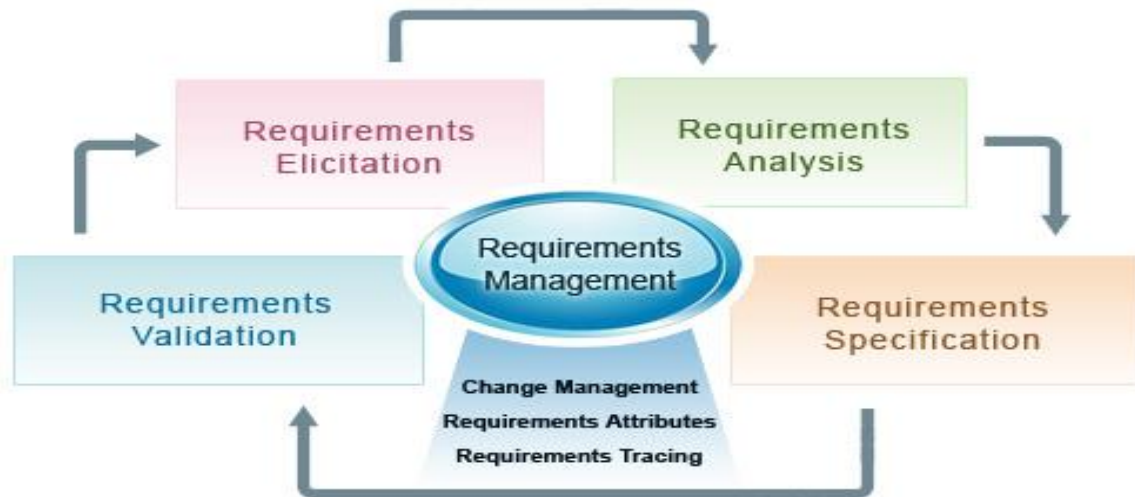 Requirements
Elicitation
Requirements
Analysis
Requirements
Management
Requirements
Validation
Requirements
Specification
Change Management
Requirements Attributes
Requirements Tracing